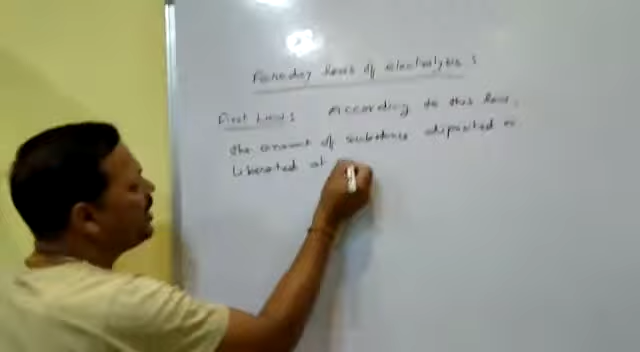 Faraday laws of electrolysis :
First law : According to this law,
the amount of substance deposited or
liberated at